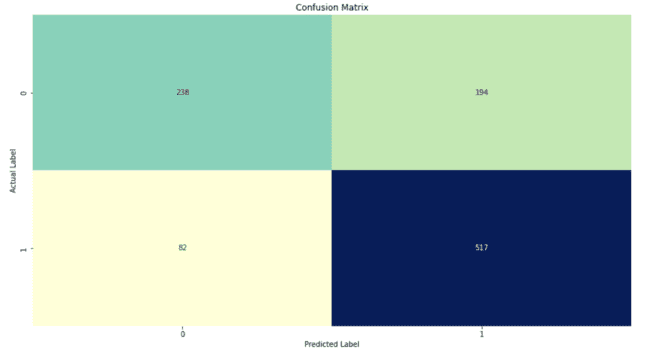 Confusion Matrix
0
238
194
Actual Label
1
82
517
0
1
Predicted Label